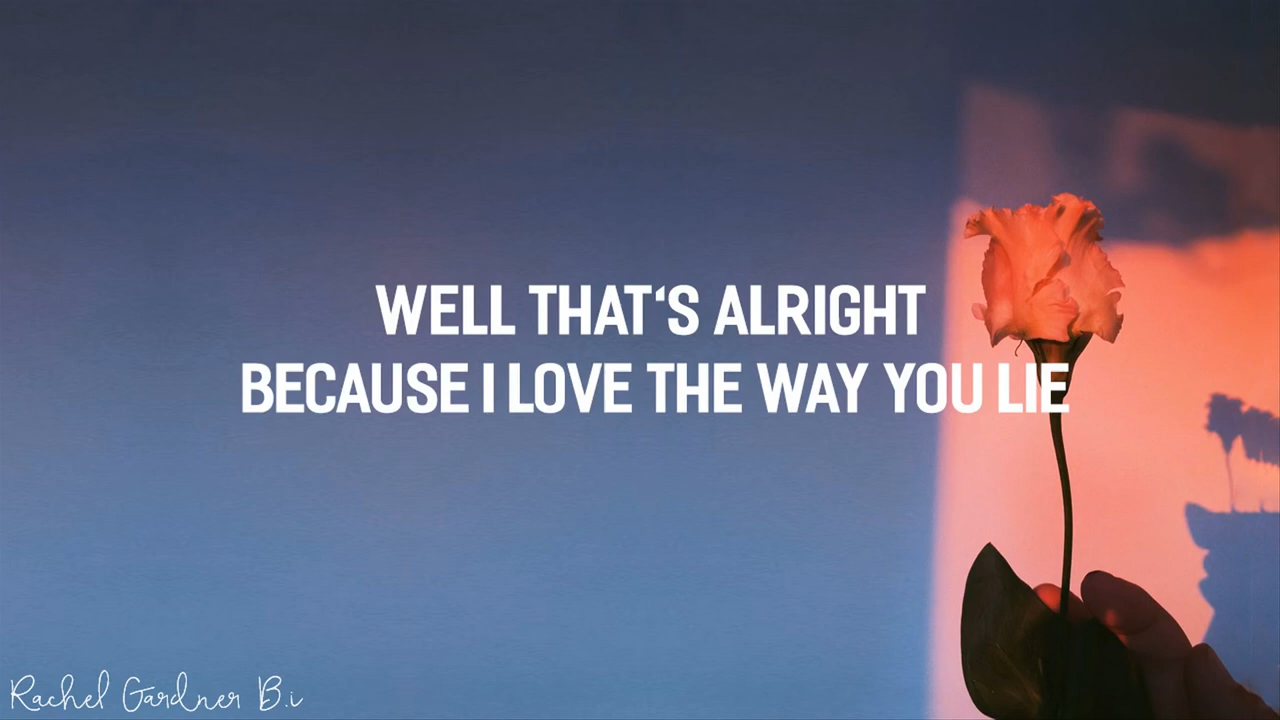 WELL THAT‘S ALRIGHT
BECAUSE I LOVE THE WAY YOU LIE
Rachel Gardner B.i